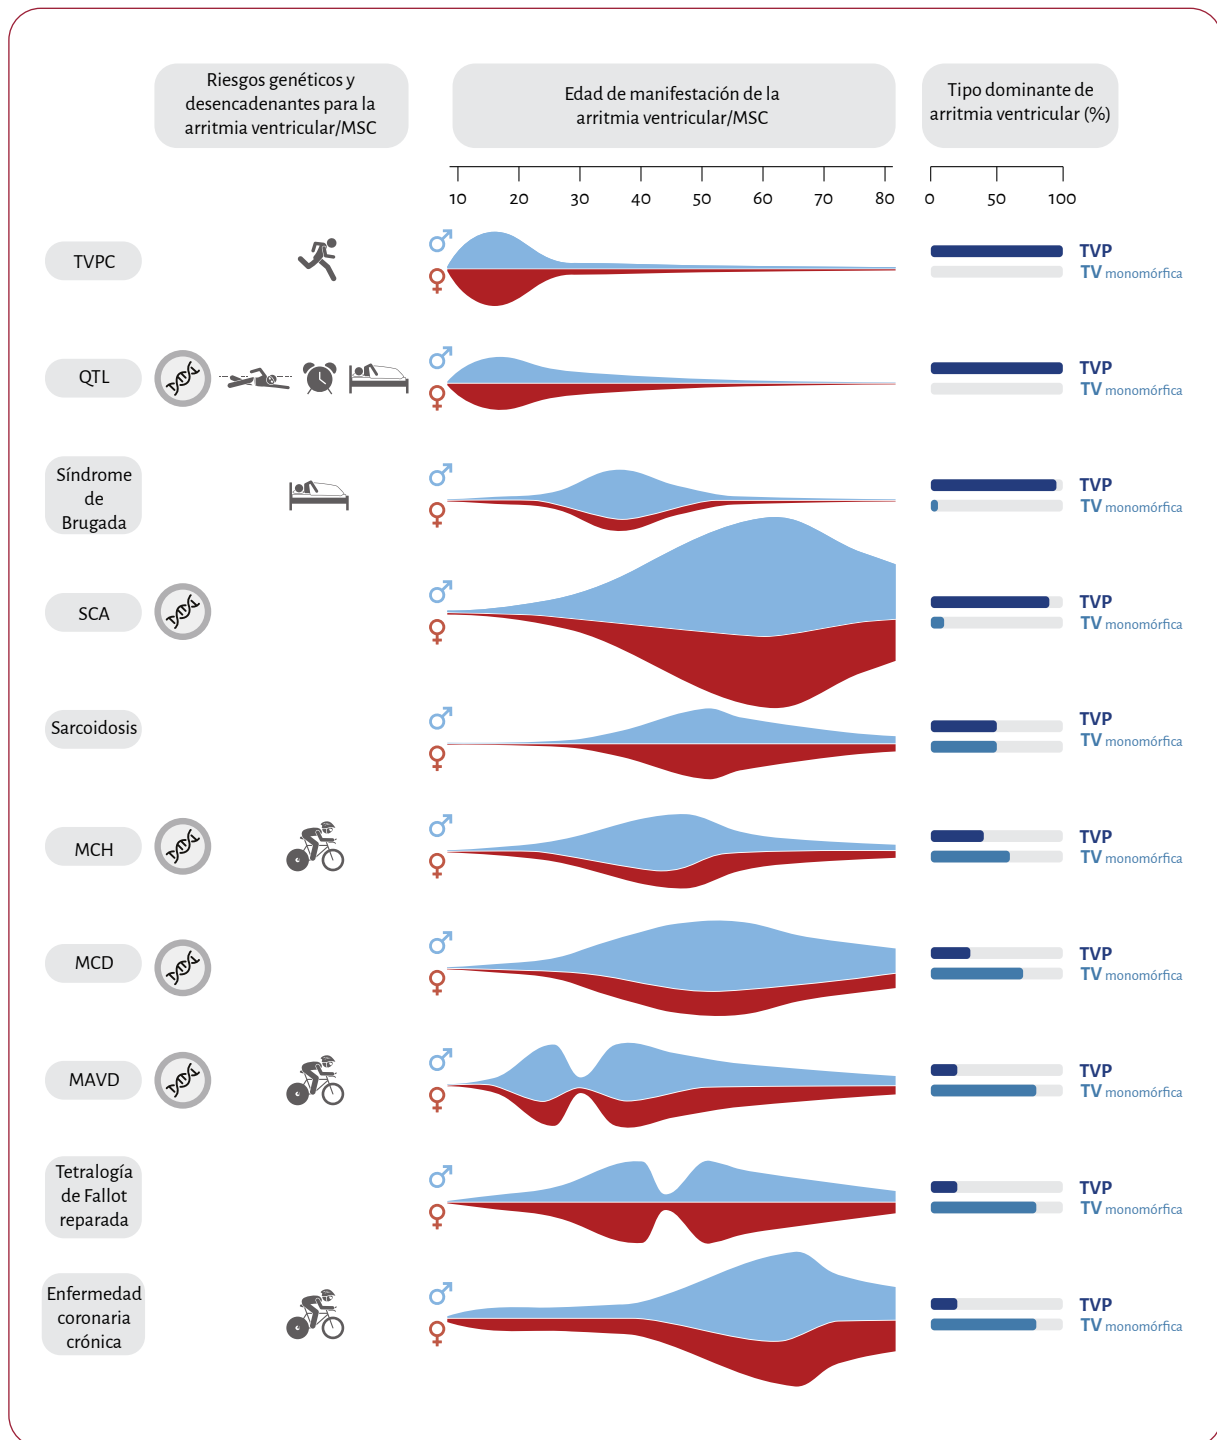 Riesgos genéticos y
desencadenantes para la
arritmia ventricular/MSC
Edad de manifestación de la
arritmia ventricular/MSC
Tipo dominante de
arritmia ventricular (%)
10 20 30 40 50 60 70 80
0 50 100
TVPC
TVP
TV monomórfica
QTL
TVP
TV monomórfica
Síndrome
de
Brugada
TVP
TV monomórfica
SCA
TVP
TV monomórfica
Sarcoidosis
TVP
TV monomórfica
MCH
TVP
TV monomórfica
MCD
TVP
TV monomórfica
MAVD
TVP
TV monomórfica
Tetralogía
de Fallot
reparada
TVP
TV monomórfica
Enfermedad
coronaria
crónica
TVP
TV monomórfica